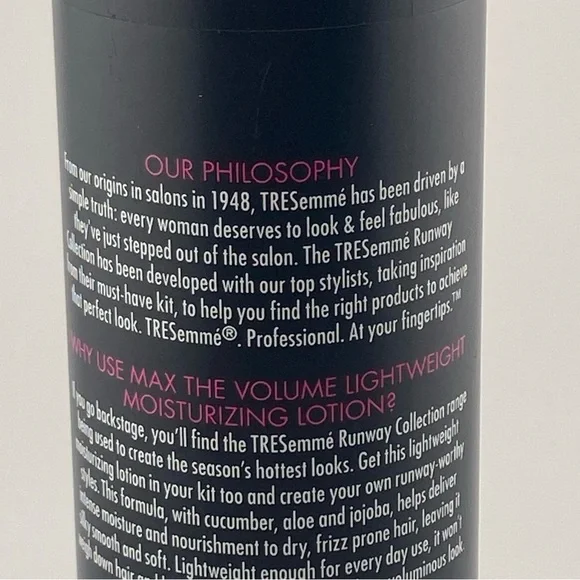 OUR PHILOSOPHY
From our origins in salons in 1948, TRESemmé has been driven by a
simple truth: every woman deserves to look & feel fabulous, like
they've just stepped out of the salon. The TRESemmé Runway
Collection has been developed with our top stylists, taking inspiration
from their must-have kit, to help you find the right products to achieve
that perfect look. TRESemmé®. Professional. At your fingertips.™
WHY USE MAX THE VOLUME LIGHTWEIGHT
MOISTURIZING LOTION?
If you go backstage, you'll find the TRESemmé Runway Collection range
being used to create the season's hottest looks. Get this lightweight
moisturizing lotion in your kit too and create your own runway-worthy
styles. This formula, with cucumber, aloe and jojoba, helps deliver
intense moisture and nourishment to dry, frizz prone hair, leaving it
silky smooth and soft. Lightweight enough for every day use, it won't
weigh down hair and voluminous look.